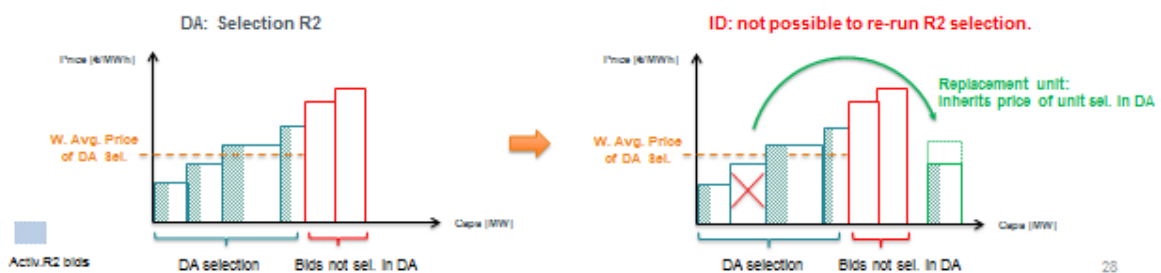 DA: Selection R2
Price [€/MWh]
W. Avg. Price
of DA Sel.
Caps [MW]
Activ.R2 bids
DA selection
Bids not sel. in DA
ID: not possible to re-run R2 selection.
Price [€/MWh]
Replacement unit:
Inherits price of unit sel. in DA
W. Avg. Price
of DA Sel.
Caps [MW]
DA selection
Bids not sel. in DA
28